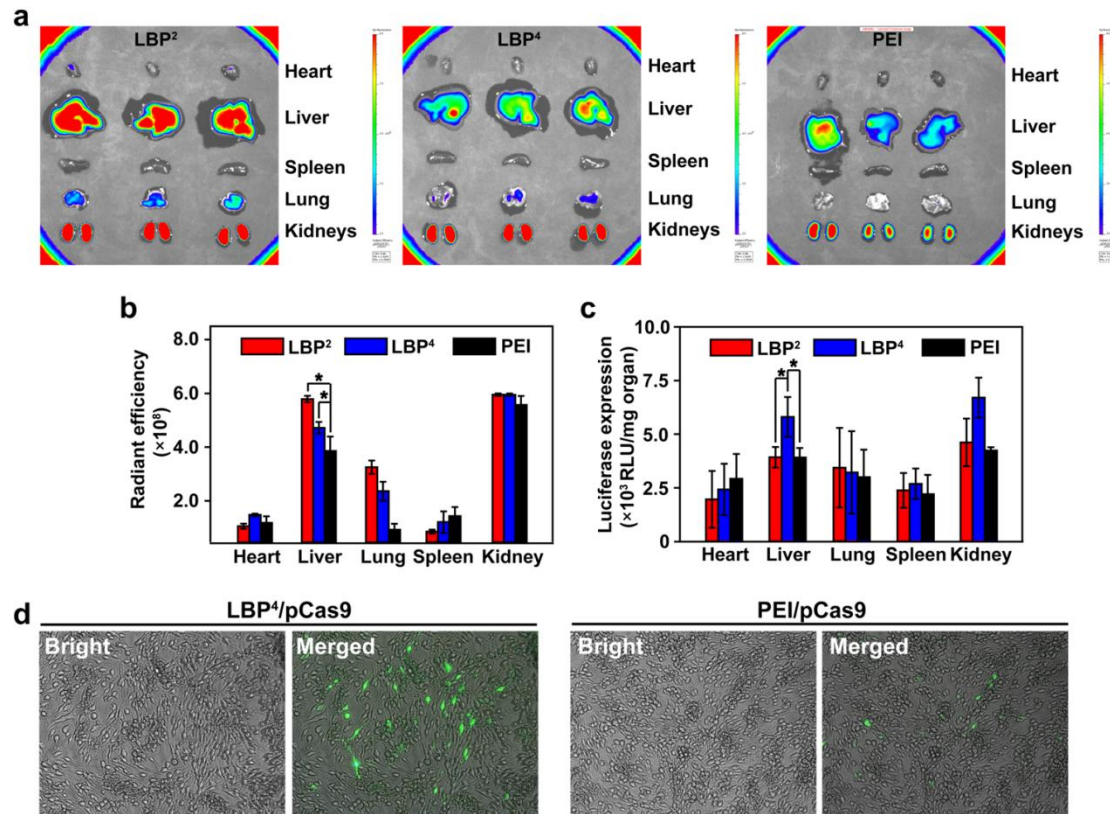 a
LBP²
LBP⁴
PEI
Heart
Liver
Spleen
Lung
Kidneys
Heart
Liver
Spleen
Lung
Kidneys
Heart
Liver
Spleen
Lung
Kidneys
b
8.0
6.0
4.0
2.0
Radiant efficiency
(×10⁸)
LBP²
LBP⁴
PEI
*
*
Heart
Liver
Lung
Spleen
Kidney
c
10.0
7.5
5.0
2.5
0
Luciferase expression
(×10³ RLU/mg organ)
LBP²
LBP⁴
PEI
*
*
Heart
Liver
Lung
Spleen
Kidney
d
LBP⁴/pCas9
PEI/pCas9
Bright
Merged
Bright
Merged